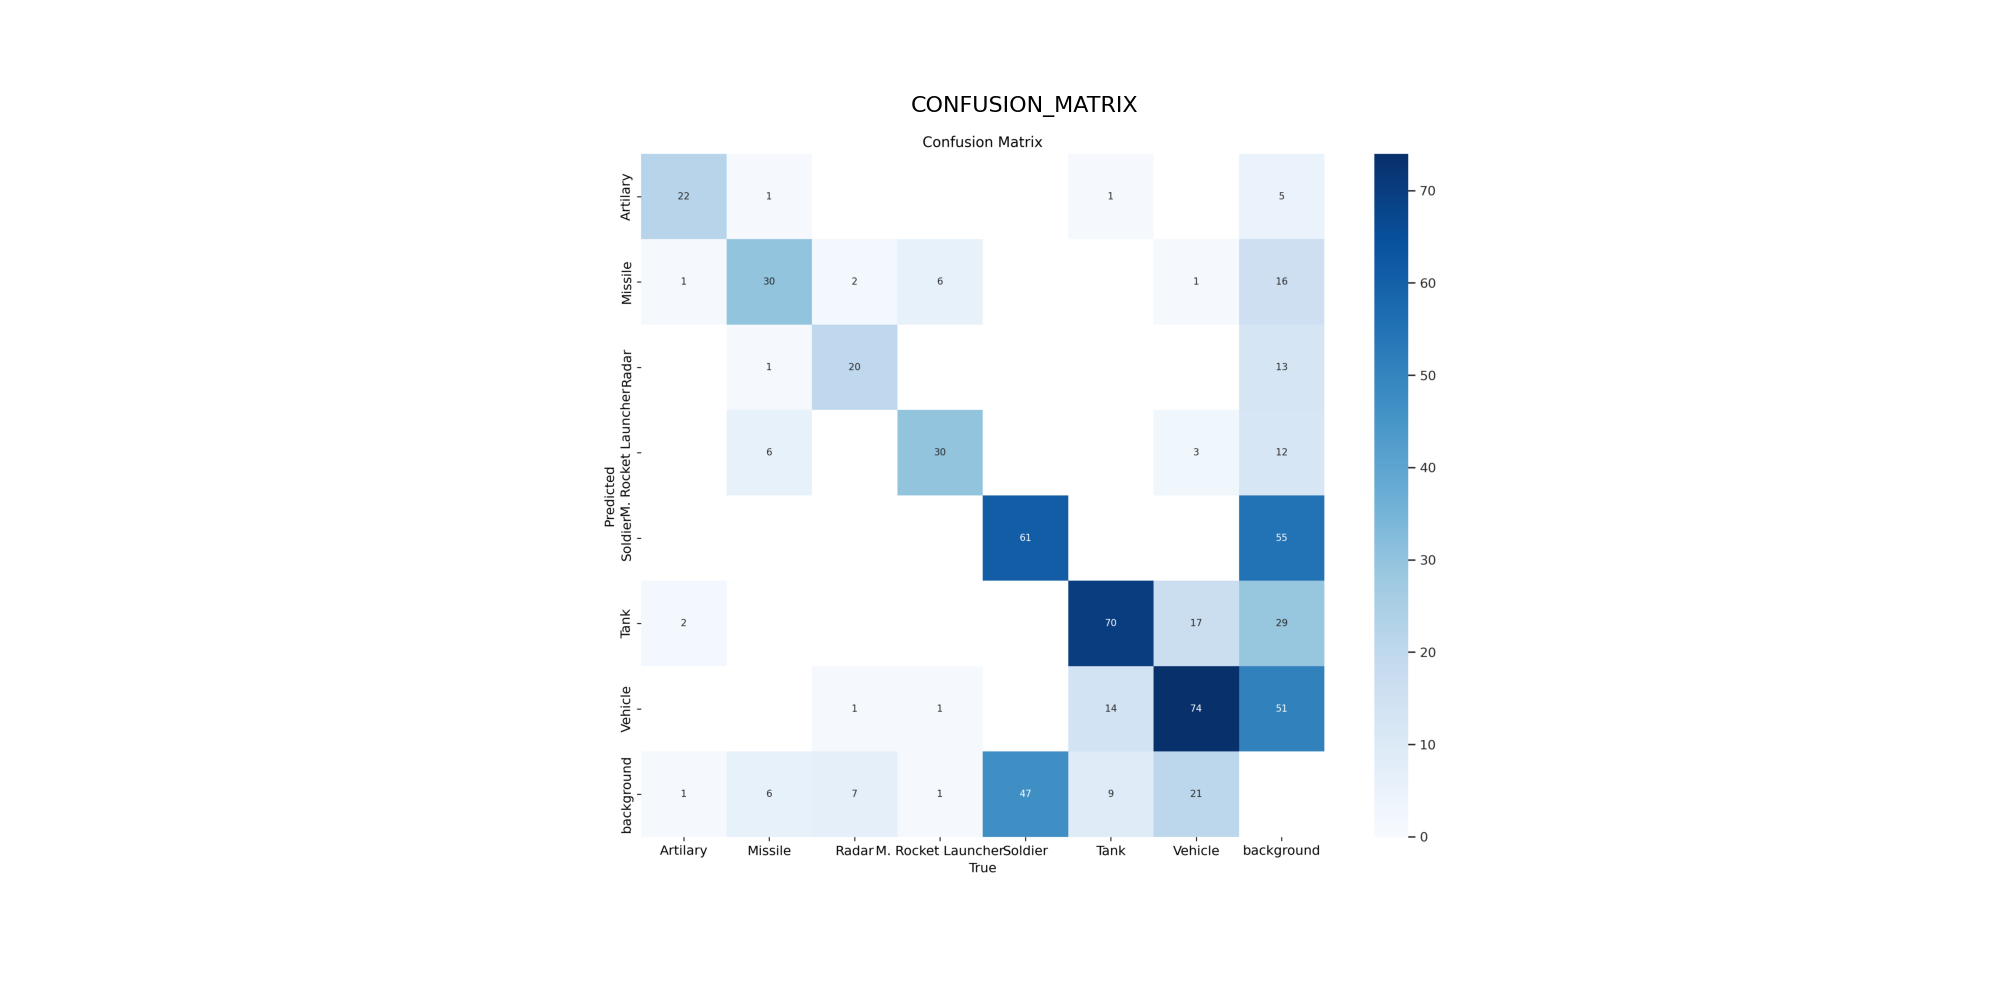 CONFUSION_MATRIX
Confusion Matrix
Predicted
Artilary 22 1 1 5
Missile 1 30 2 6 1 16
Radar 1 20 13
M. Rocket Launcher 6 30 3 12
Soldier 61 55
Tank 2 70 17 29
Vehicle 1 1 14 74 51
background 1 6 7 1 47 9 21
Artilary Missile Radar M. Rocket Launcher Soldier Tank Vehicle background
True
70
60
50
40
30
20
10
0